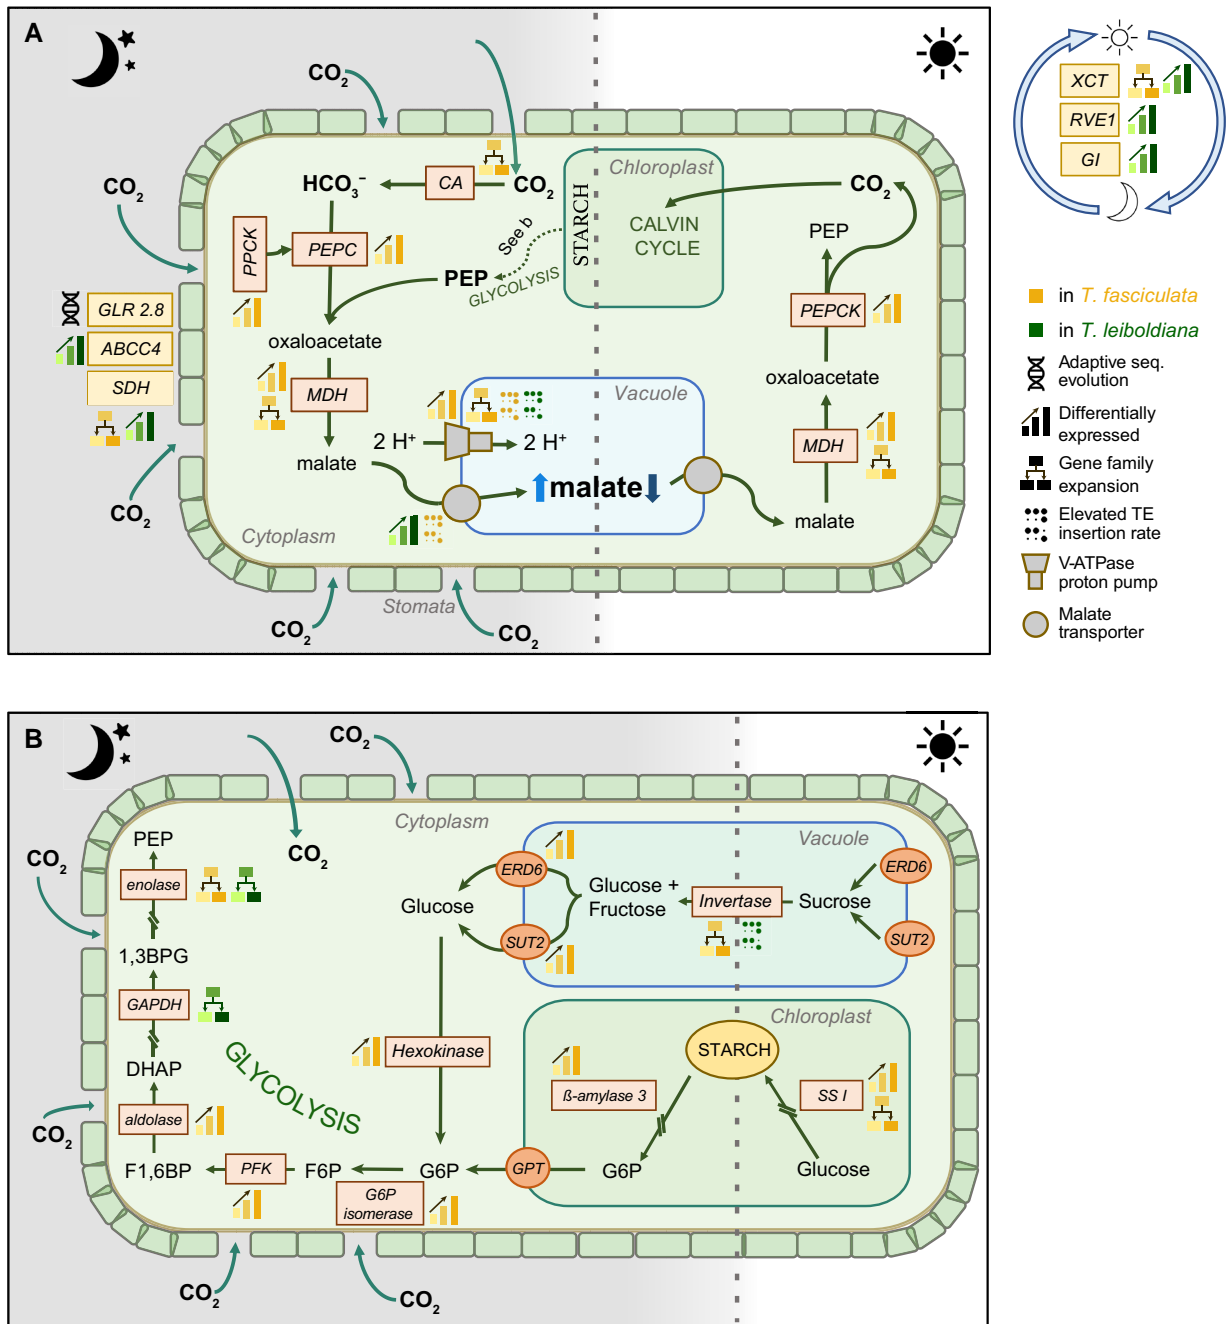 A
CO2
CO2
CO2
CO2
CO2
HCO3−
CA
CO2
PPCK
PEPC
PEP
See b
GLYCOLYSIS
STARCH
Chloroplast
CALVIN
CYCLE
CO2
PEP
PEPCK
oxaloacetate
oxaloacetate
GLR 2.8
ABCC4
SDH
MDH
MDH
Vacuole
2 H+
2 H+
malate
malate
malate
Cytoplasm
Stomata
XCT
RVE1
GI
in T. fasciculata
in T. leiboldiana
Adaptive seq.
evolution
Differentially
expressed
Gene family
expansion
Elevated TE
insertion rate
V-ATPase
proton pump
Malate
transporter
B
CO2
CO2
CO2
CO2
CO2
CO2
Cytoplasm
PEP
enolase
1,3BPG
GAPDH
DHAP
aldolase
F1,6BP
PFK
F6P
G6P
isomerase
G6P
GLYCOLYSIS
Glucose
Hexokinase
ERD6
SUT2
Glucose +
Fructose
Invertase
Sucrose
Vacuole
ERD6
SUT2
Chloroplast
STARCH
ß-amylase 3
SS I
GPT
G6P
Glucose